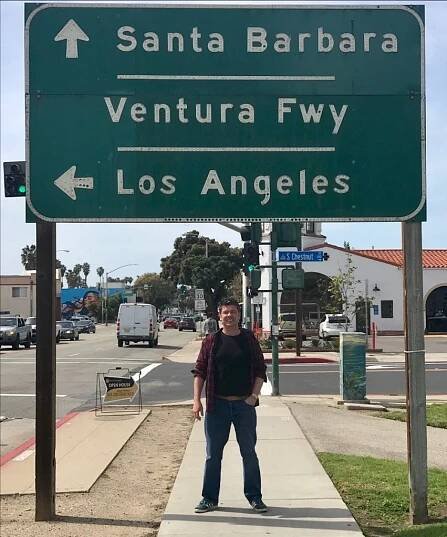 Santa Barbara
Ventura Fwy
Los Angeles
S Chestnut
OPEN HOUSE